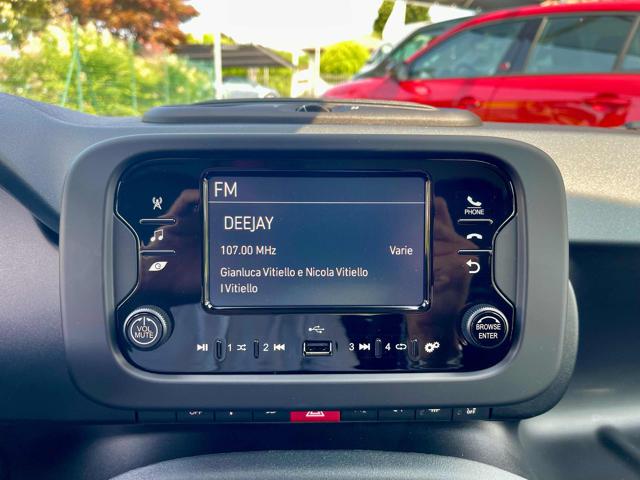 FM
DEEJAY
107.00 MHz Varie
Gianluca Vitiello e Nicola Vitiello
I Vitiello
PHONE
VOL
MUTE
BROWSE
ENTER
1 2 3 4
OFF